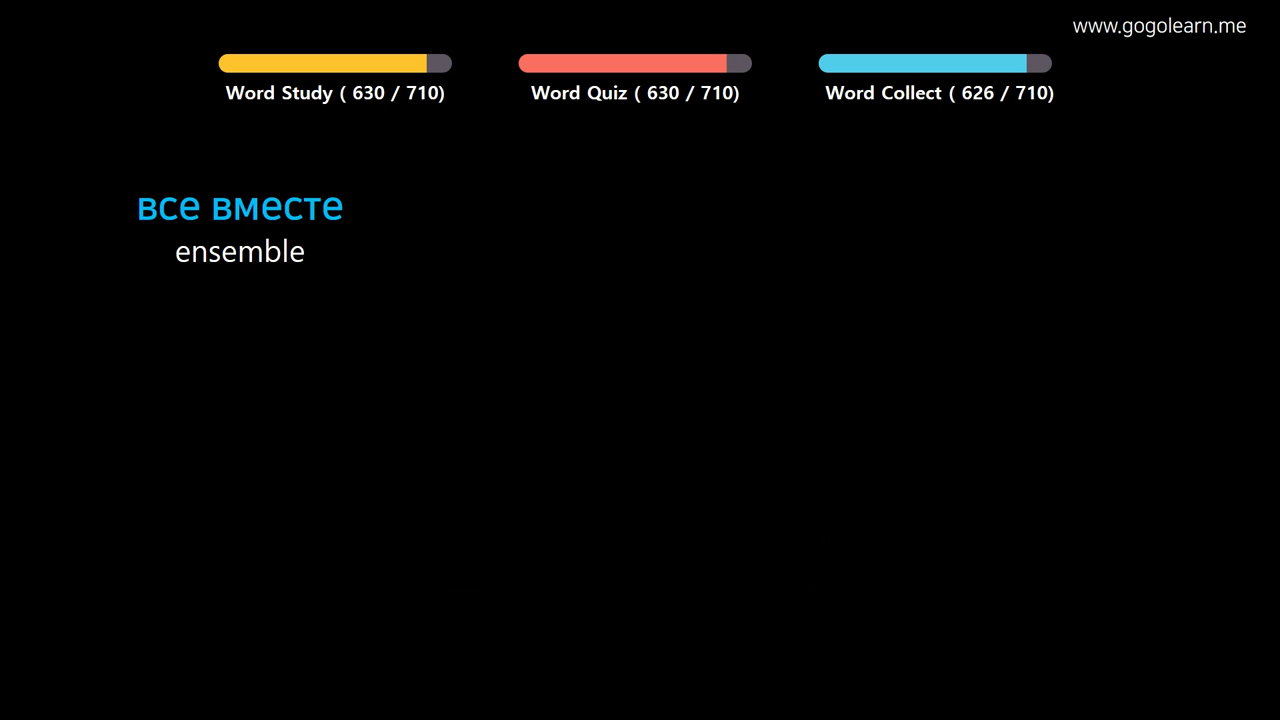 www.gogolearn.me
Word Study ( 630 / 710)
Word Quiz ( 630 / 710)
Word Collect ( 626 / 710)
все вместе
ensemble